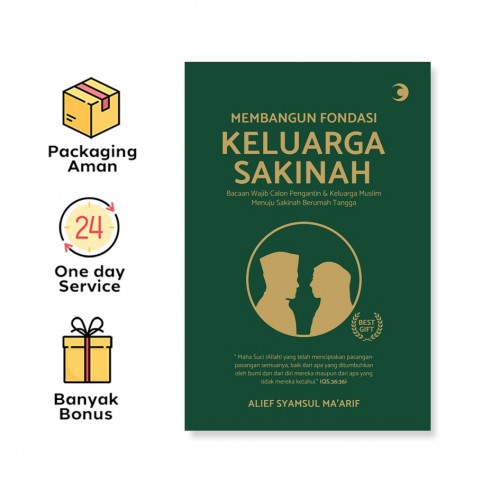 Packaging
Aman
24
One day
Service
Banyak
Bonus
MEMBANGUN FONDASI
KELUARGA
SAKINAH
Bacaan Wajib Calon Pengantin & Keluarga Muslim
Menuju Sakinah Berumah Tangga
BEST
GIFT
" Maha Suci (Allah) yang telah menciptakan pasangan-
pasangan semuanya, baik dari apa yang ditumbuhkan
oleh bumi dan dari diri mereka maupun dari apa yang
tidak mereka ketahui." (QS.36:36)
ALIEF SYAMSUL MA'ARIF